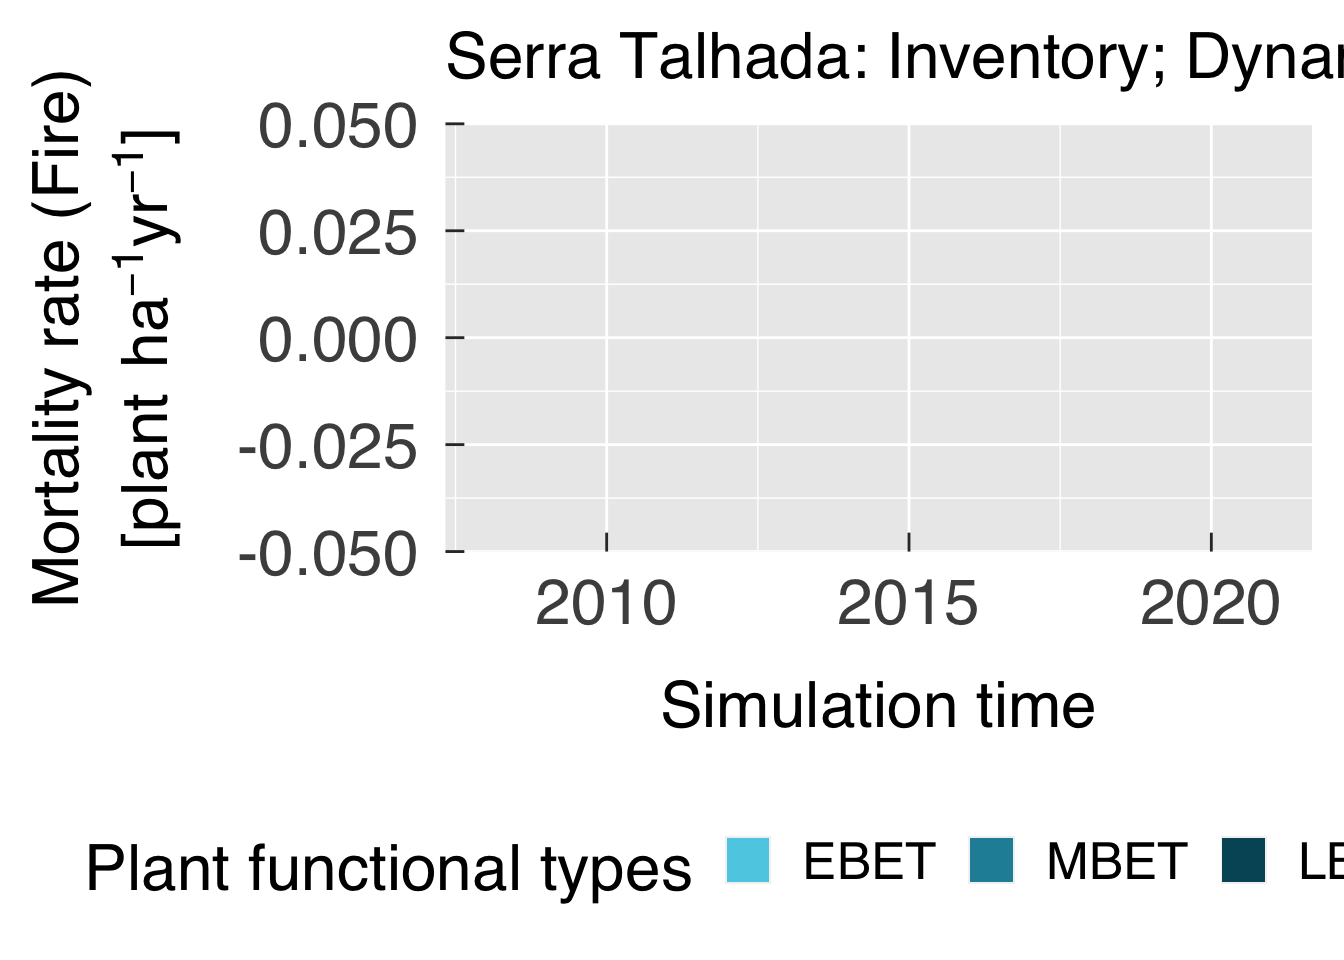 Serra Talhada: Inventory;
Mortality rate (Fire)
[plant ha⁻¹yr⁻¹]
0.050
0.025
0.000
-0.025
-0.050
2010 2015 2020
Simulation time
Plant functional types EBET MBET